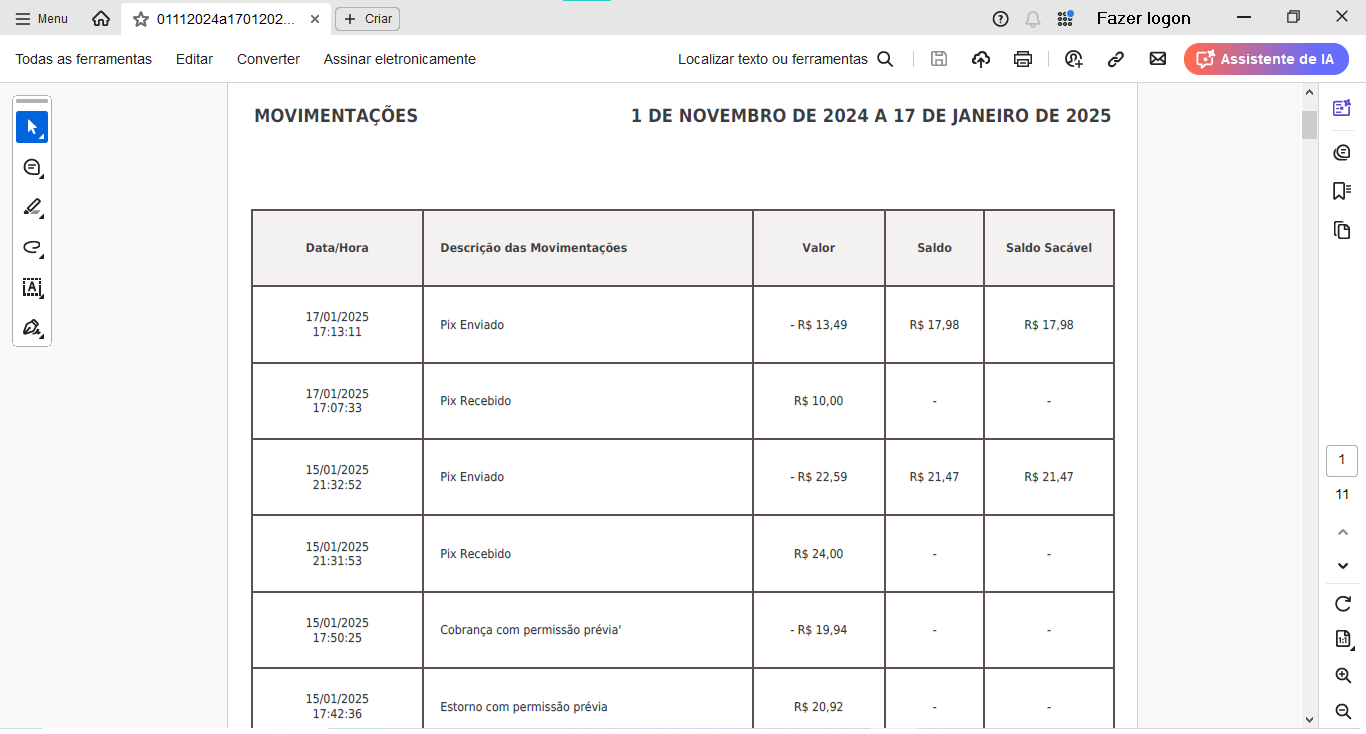 Menu
01112024a1701202...
Criar
Fazer logon
Todas as ferramentas
Editar
Converter
Assinar eletronicamente
Localizar texto ou ferramentas
Assistente de IA
MOVIMENTAÇÕES
1 DE NOVEMBRO DE 2024 A 17 DE JANEIRO DE 2025
Data/Hora Descrição das Movimentações Valor Saldo Saldo Sacável
17/01/2025
17:13:11
Pix Enviado - R$ 13,49 R$ 17,98 R$ 17,98
17/01/2025
17:07:33
Pix Recebido R$ 10,00 - -
15/01/2025
21:32:52
Pix Enviado - R$ 22,59 R$ 21,47 R$ 21,47
15/01/2025
21:31:53
Pix Recebido R$ 24,00 - -
15/01/2025
17:50:25
Cobrança com permissão prévia' - R$ 19,94 - -
15/01/2025
17:42:36
Estorno com permissão prévia R$ 20,92 - -
1
11
A
1:1